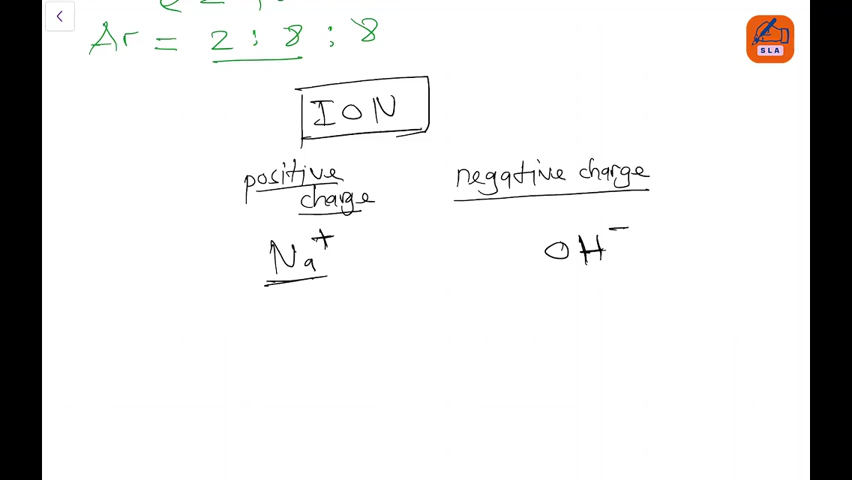 Ar = 2 : 8 : 8
SLA
ION
positive charge
negative charge
Na⁺
OH⁻